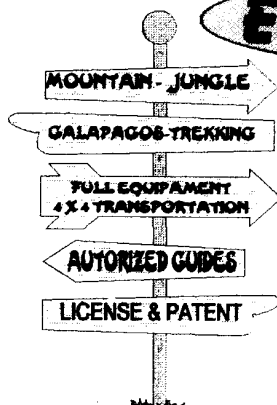 E
MOUNTAIN - JUNGLE
GALAPAGOS-TREKKING
FULL EQUIPAMENT
4 X 4 TRANSPORTATION
AUTORIZED GUIDES
LICENSE & PATENT